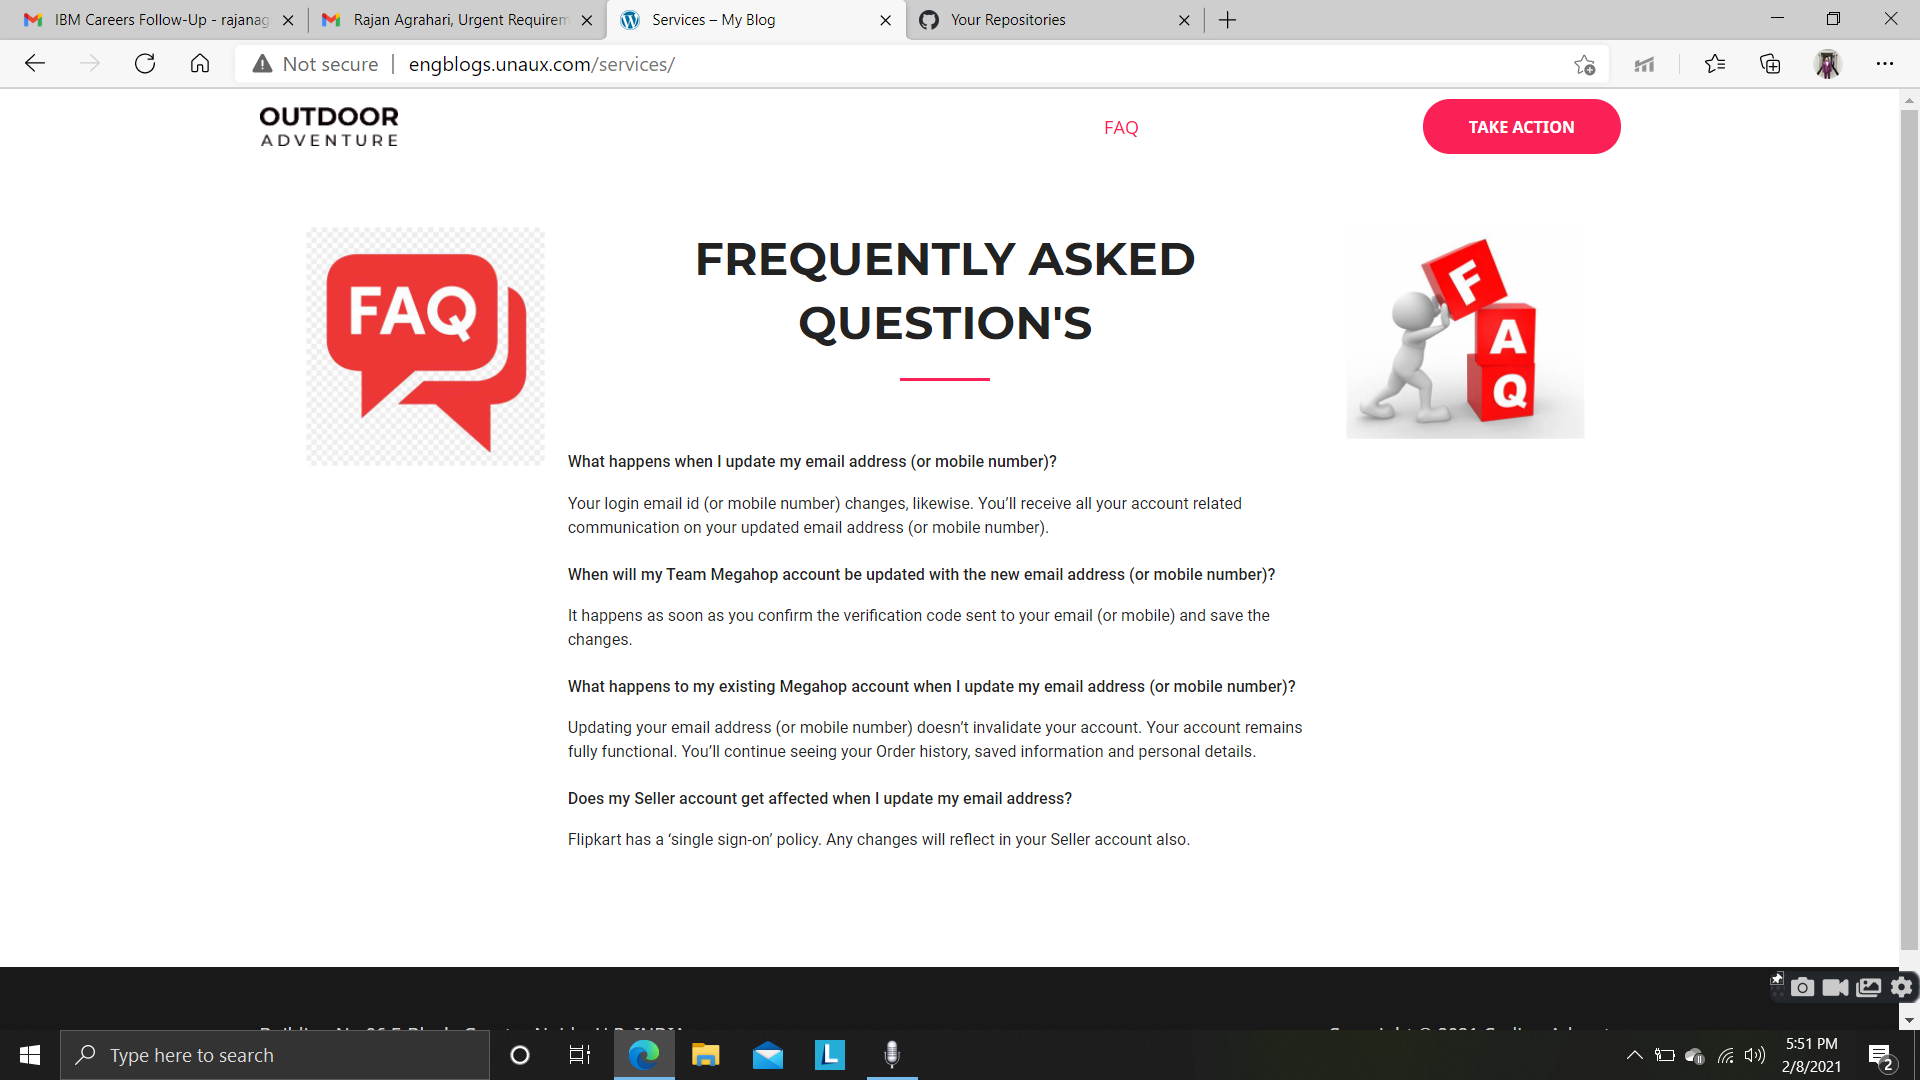 IBM Careers Follow-Up - rajanag
Rajan Agrahari, Urgent Requirem
Services – My Blog
Your Repositories
Not secure | engblogs.unaux.com/services/
OUTDOOR
ADVENTURE
FAQ
TAKE ACTION
FAQ
FREQUENTLY ASKED
QUESTION'S
F
A
Q
What happens when I update my email address (or mobile number)?
Your login email id (or mobile number) changes, likewise. You’ll receive all your account related
communication on your updated email address (or mobile number).
When will my Team Megahop account be updated with the new email address (or mobile number)?
It happens as soon as you confirm the verification code sent to your email (or mobile) and save the
changes.
What happens to my existing Megahop account when I update my email address (or mobile number)?
Updating your email address (or mobile number) doesn’t invalidate your account. Your account remains
fully functional. You’ll continue seeing your Order history, saved information and personal details.
Does my Seller account get affected when I update my email address?
Flipkart has a ‘single sign-on’ policy. Any changes will reflect in your Seller account also.
Type here to search
L
5:51 PM
2/8/2021
2